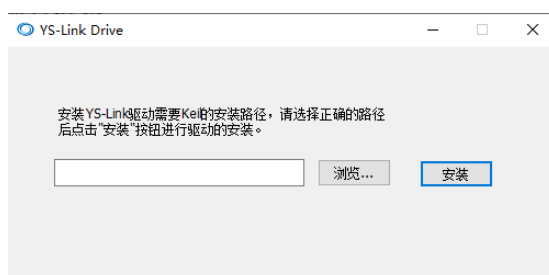 YS-Link Drive
安装YS-Link驱动需要Keil的安装路径，请选择正确的路径
后点击"安装"按钮进行驱动的安装。
浏览... 安装